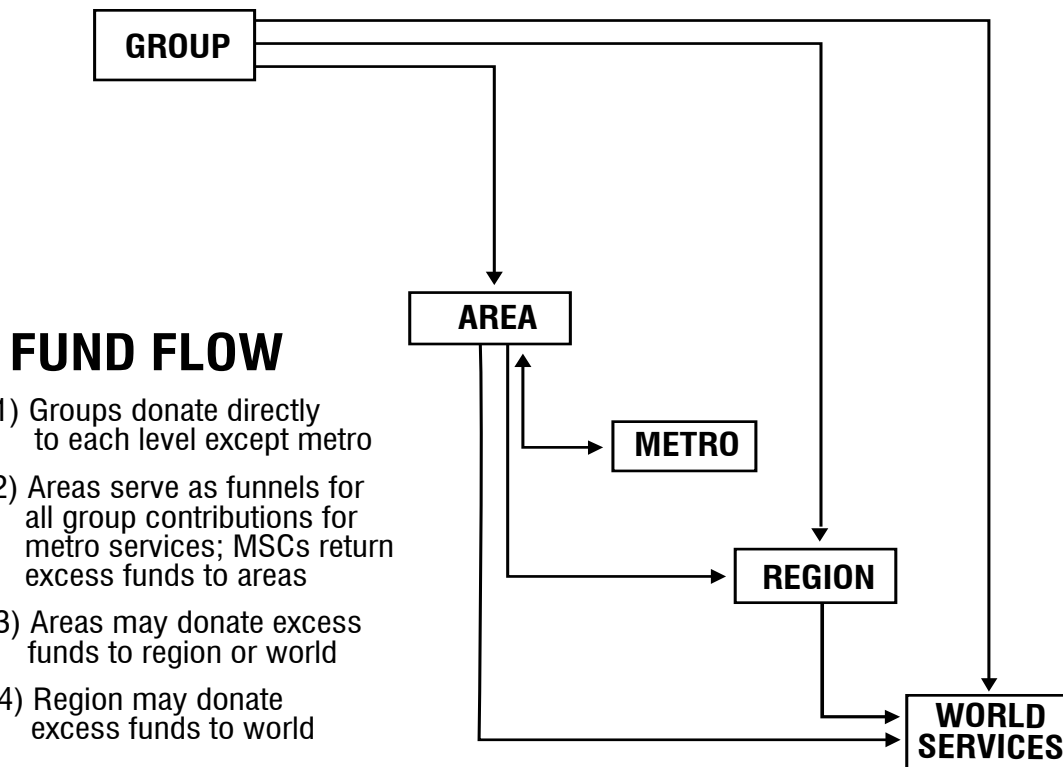 GROUP
AREA
FUND FLOW
1) Groups donate directly
to each level except metro
METRO
2) Areas serve as funnels for
all group contributions for
metro services; MSCs return
excess funds to areas
REGION
3) Areas may donate excess
funds to region or world
4) Region may donate
excess funds to world
WORLD
SERVICES